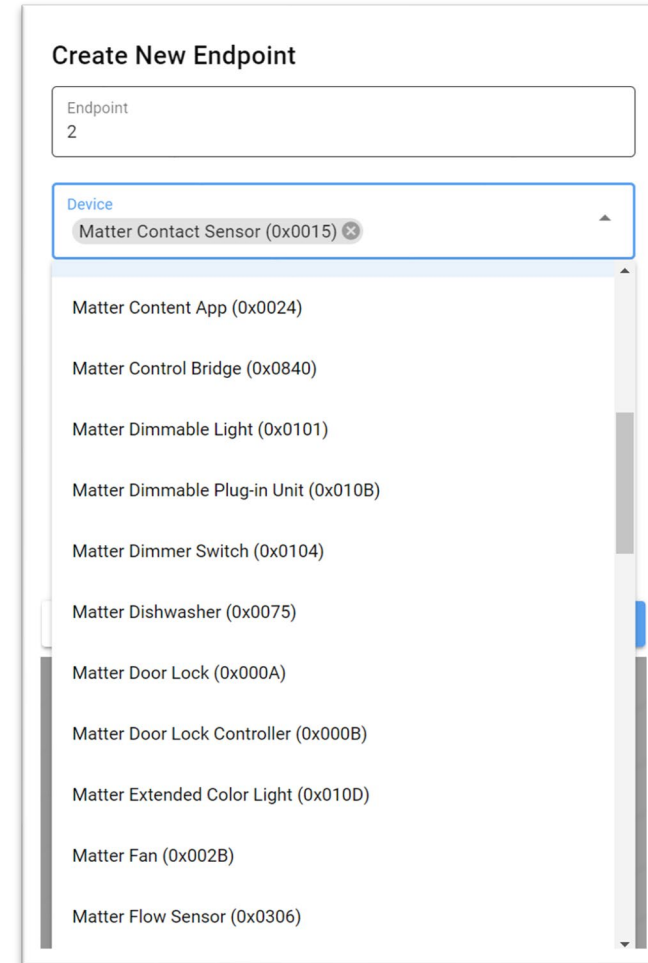 Create New Endpoint
Endpoint
2
Device
Matter Contact Sensor (0x0015)
Matter Content App (0x0024)
Matter Control Bridge (0x0840)
Matter Dimmable Light (0x0101)
Matter Dimmable Plug-in Unit (0x010B)
Matter Dimmer Switch (0x0104)
Matter Dishwasher (0x0075)
Matter Door Lock (0x000A)
Matter Door Lock Controller (0x000B)
Matter Extended Color Light (0x010D)
Matter Fan (0x002B)
Matter Flow Sensor (0x0306)